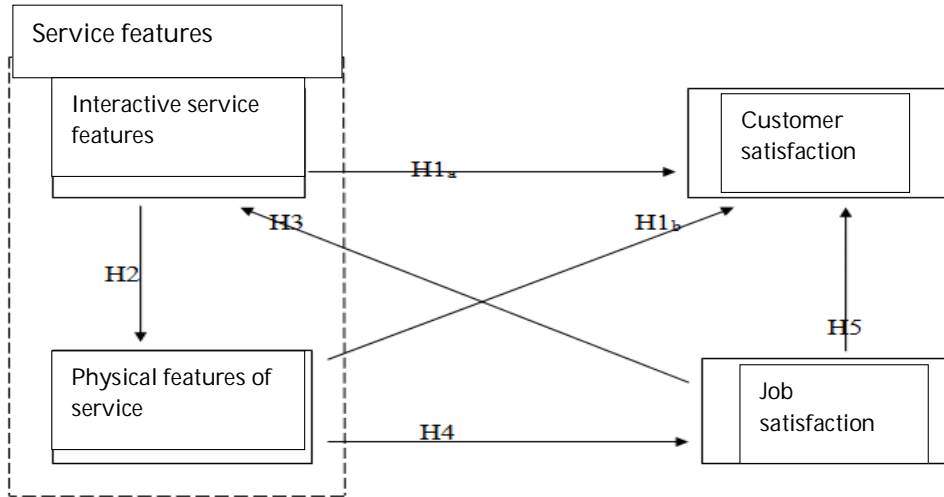 Service features
Interactive service
features
Customer
satisfaction
H1a
H3
H1b
H2
H5
Physical features of
service
Job
satisfaction
H4